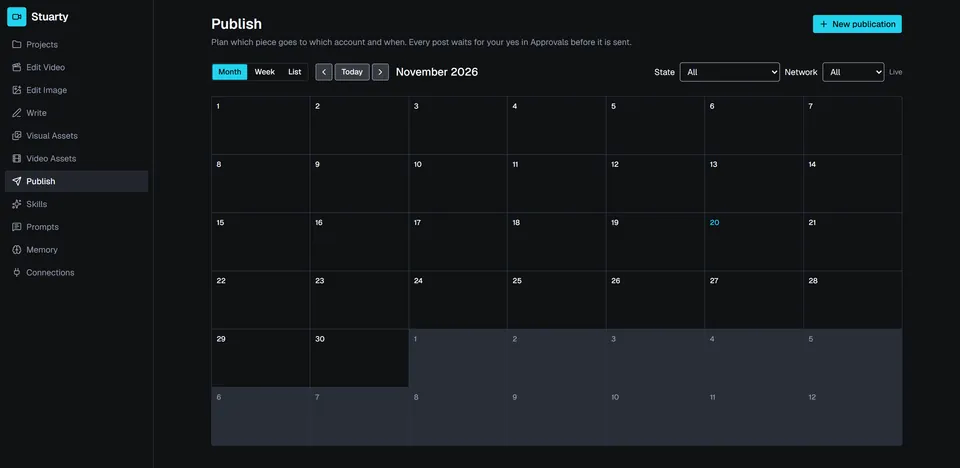 Stuarty
Projects
Edit Video
Edit Image
Write
Visual Assets
Video Assets
Publish
Skills
Prompts
Memory
Connections
Publish
New publication
Plan which piece goes to which account and when. Every post waits for your yes in Approvals before it is sent.
Month Week List Today November 2026 State All Network All Live
1 2 3 4 5 6 7
8 9 10 11 12 13 14
15 16 17 18 19 20 21
22 23 24 25 26 27 28
29 30 1 2 3 4 5
6 7 8 9 10 11 12